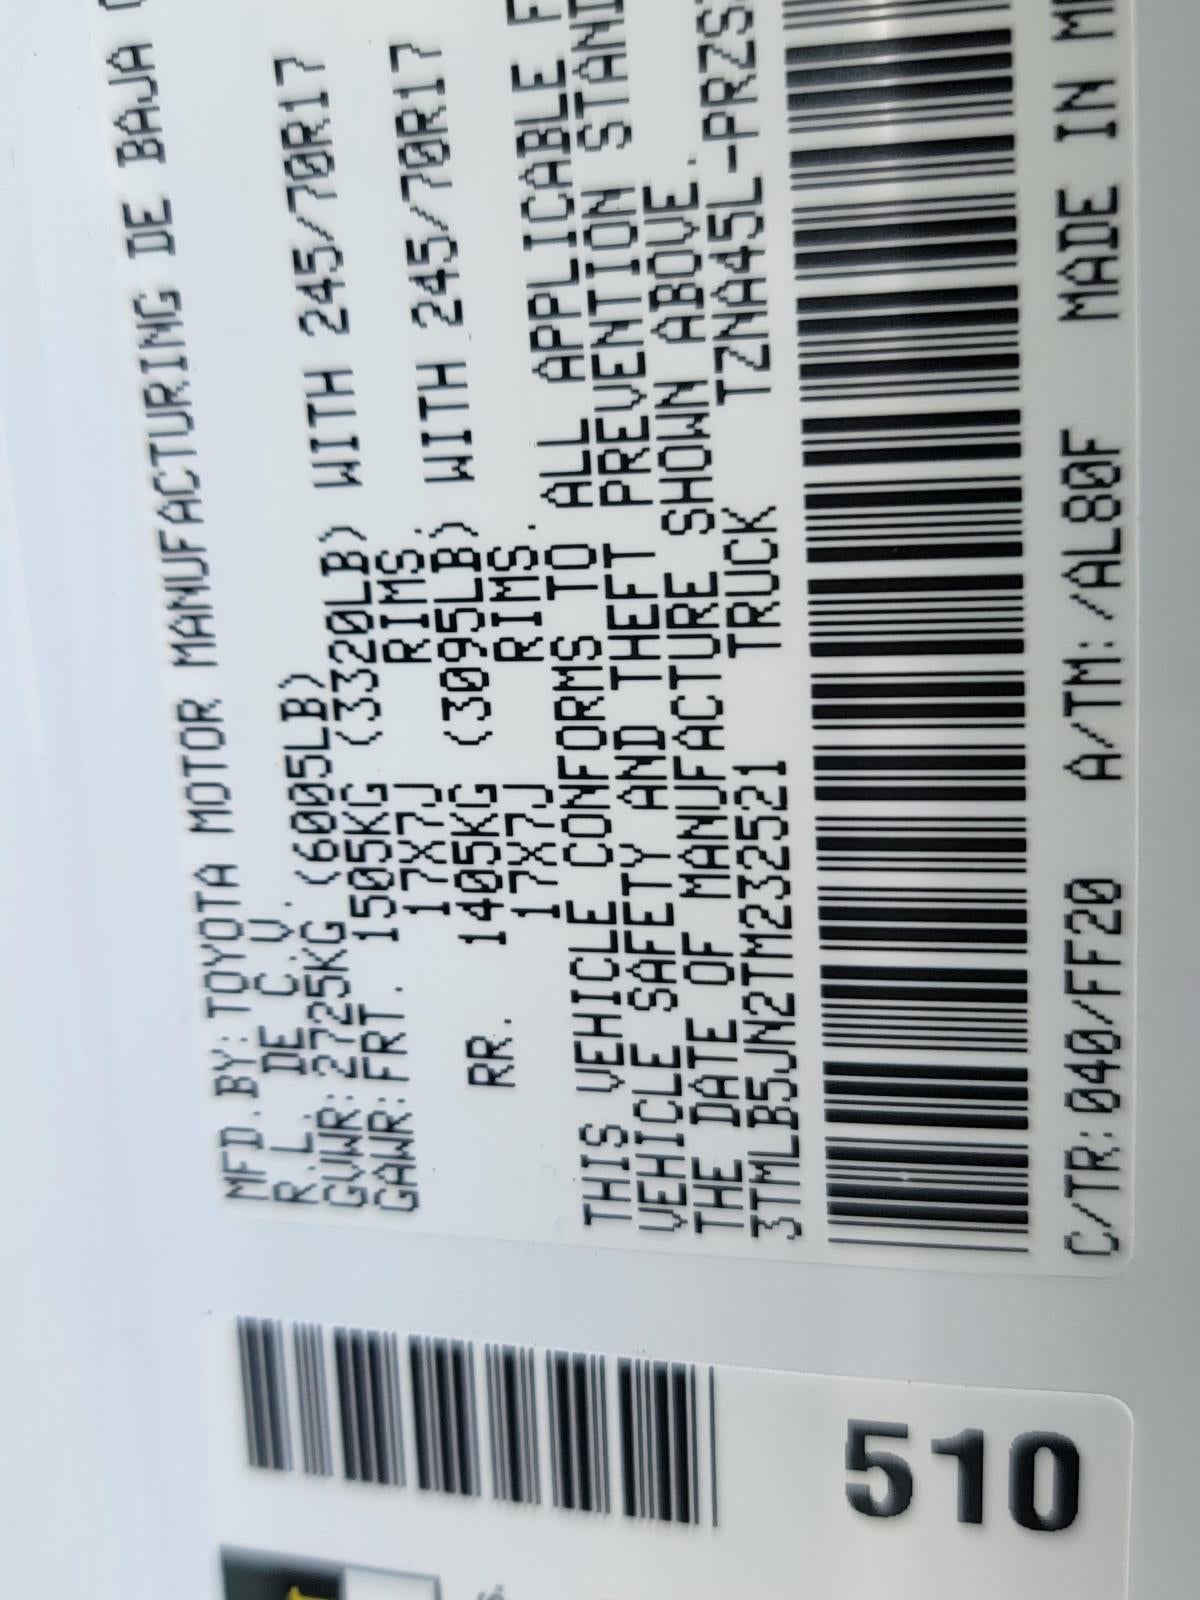 MFD.BY:TOYOTA MOTOR MANUFACTURING DE BAJA
R.L. DE C.V.
GVWR:2725KG (6005LB)
GAWR:FRT. 1505KG (3320LB) WITH 245/70R17
17X7J RIMS.
RR. 1405KG (3095LB) WITH 245/70R17
17X7J RIMS.
THIS VEHICLE CONFORMS TO ALL APPLICABLE
VEHICLE SAFETY AND THEFT PREVENTION
THE DATE OF MANUFACTURE SHOWN ABOVE.
3TMLB5JN2TM232521 TRUCK TZNA45L-PRZS
C/TR:040/FF20 A/TM:/AL80F MADE IN
510